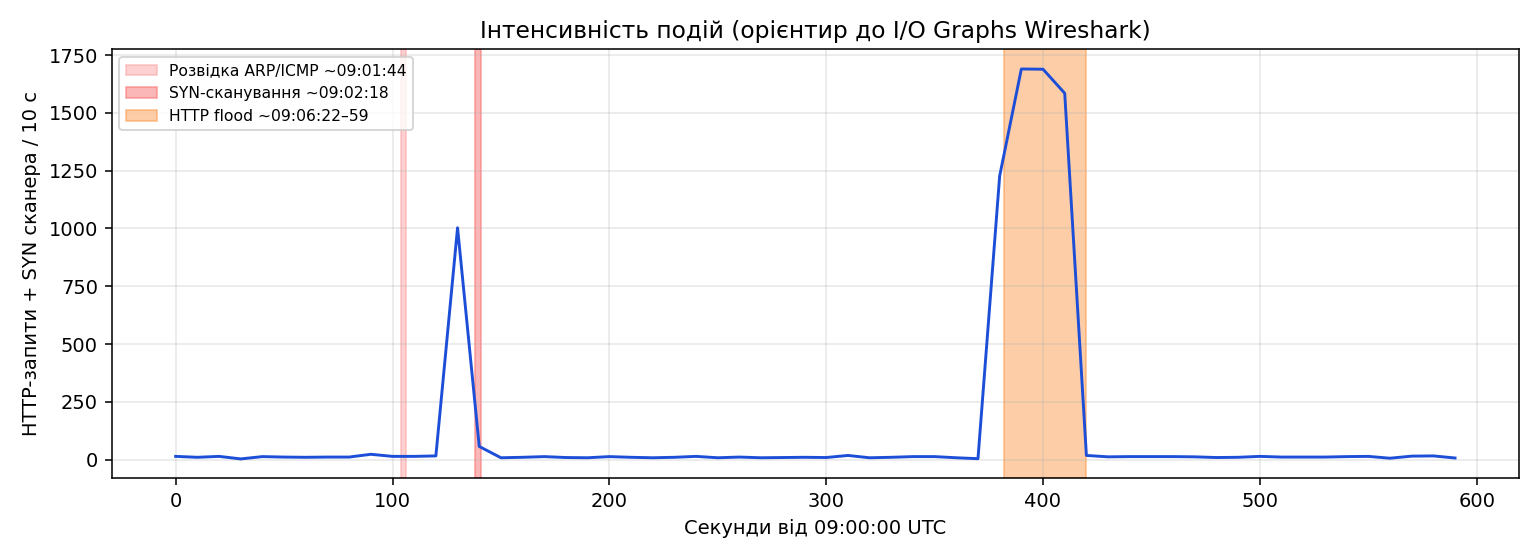 Інтенсивність подій (орієнтир до I/O Graphs Wireshark)
HTTP-запити + SYN сканера / 10 с
1750
1500
1250
1000
750
500
250
0
Розвідка ARP/ICMP ~09:01:44
SYN-сканування ~09:02:18
HTTP flood ~09:06:22–59
0 100 200 300 400 500 600
Секунди від 09:00:00 UTC